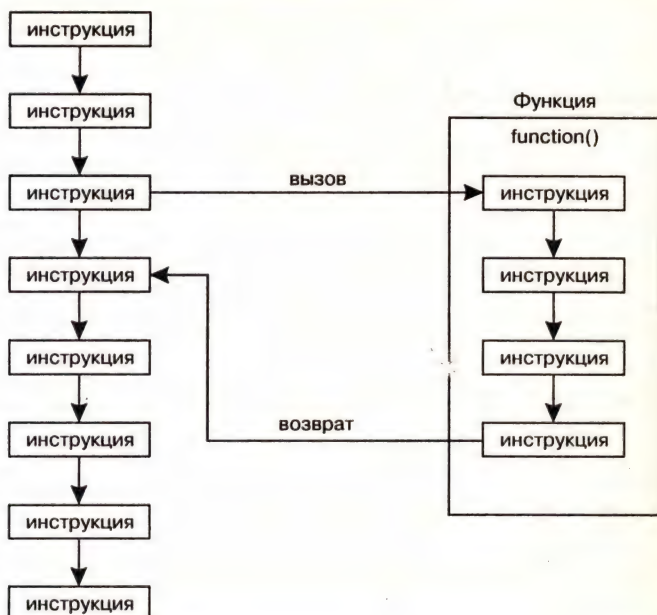 инструкция
инструкция
Функция
function()
инструкция
вызов
инструкция
инструкция
инструкция
инструкция
инструкция
инструкция
возврат
инструкция
инструкция
инструкция